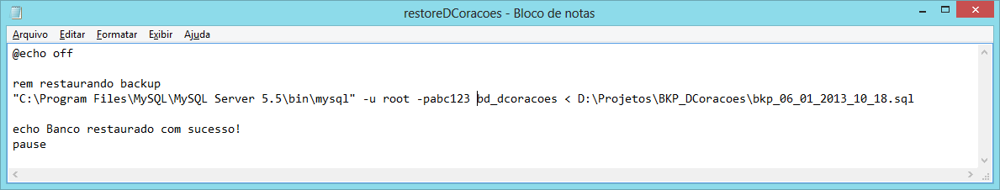 restoreDCoracoes - Bloco de notas
Arquivo Editar Formatar Exibir Ajuda
@echo off
rem restaurando backup
"C:\Program Files\MySQL\MySQL Server 5.5\bin\mysql" -u root -pabc123 bd_dcoracoes < D:\Projetos\BKP_DCoracoes\bkp_06_01_2013_10_18.sql
echo Banco restaurado com sucesso!
pause